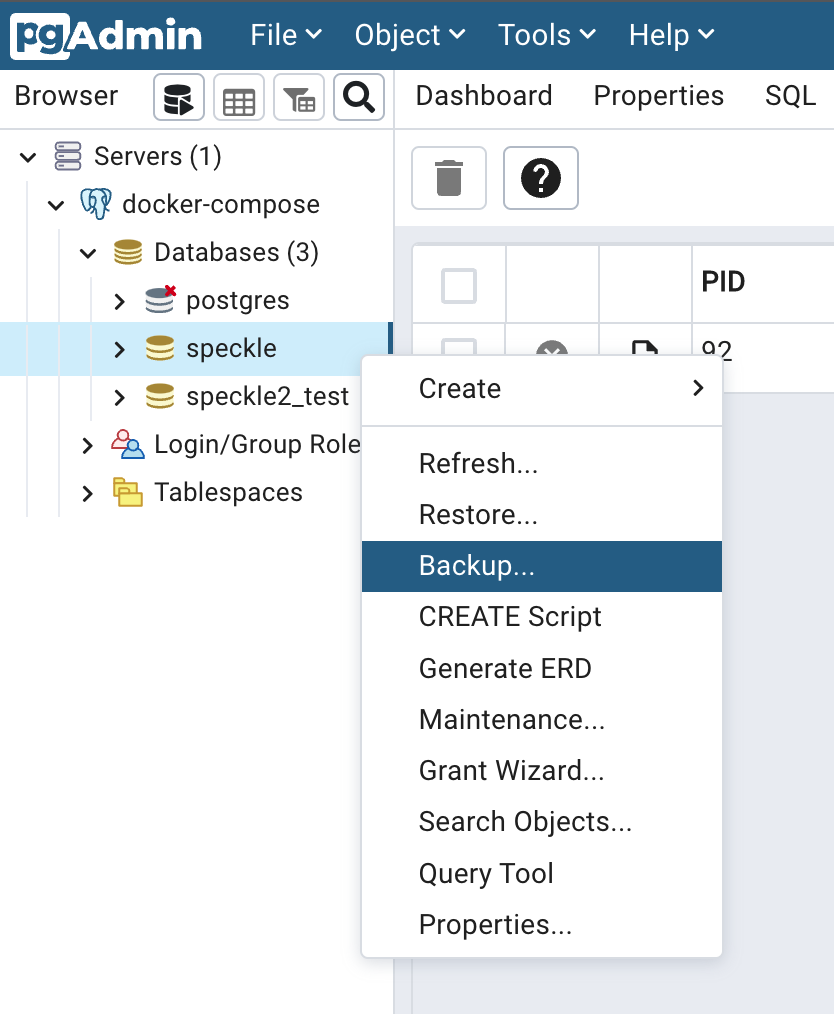 pgAdmin File Object Tools Help
Browser Dashboard Properties SQL
Servers (1)
docker-compose
Databases (3)
PID
postgres
speckle
92
speckle2_test
Login/Group Role
Tablespaces
Create
Refresh...
Restore...
Backup...
CREATE Script
Generate ERD
Maintenance...
Grant Wizard...
Search Objects...
Query Tool
Properties...